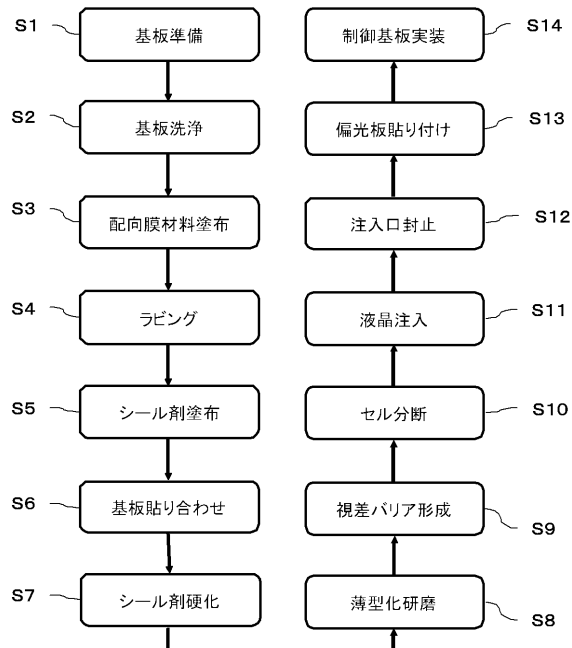 S1
基板準備
S2
基板洗浄
S3
配向膜材料塗布
S4
ラビング
S5
シール剤塗布
S6
基板貼り合わせ
S7
シール剤硬化
S14
制御基板実装
S13
偏光板貼り付け
S12
注入口封止
S11
液晶注入
S10
セル分断
S9
視差バリア形成
S8
薄型化研磨